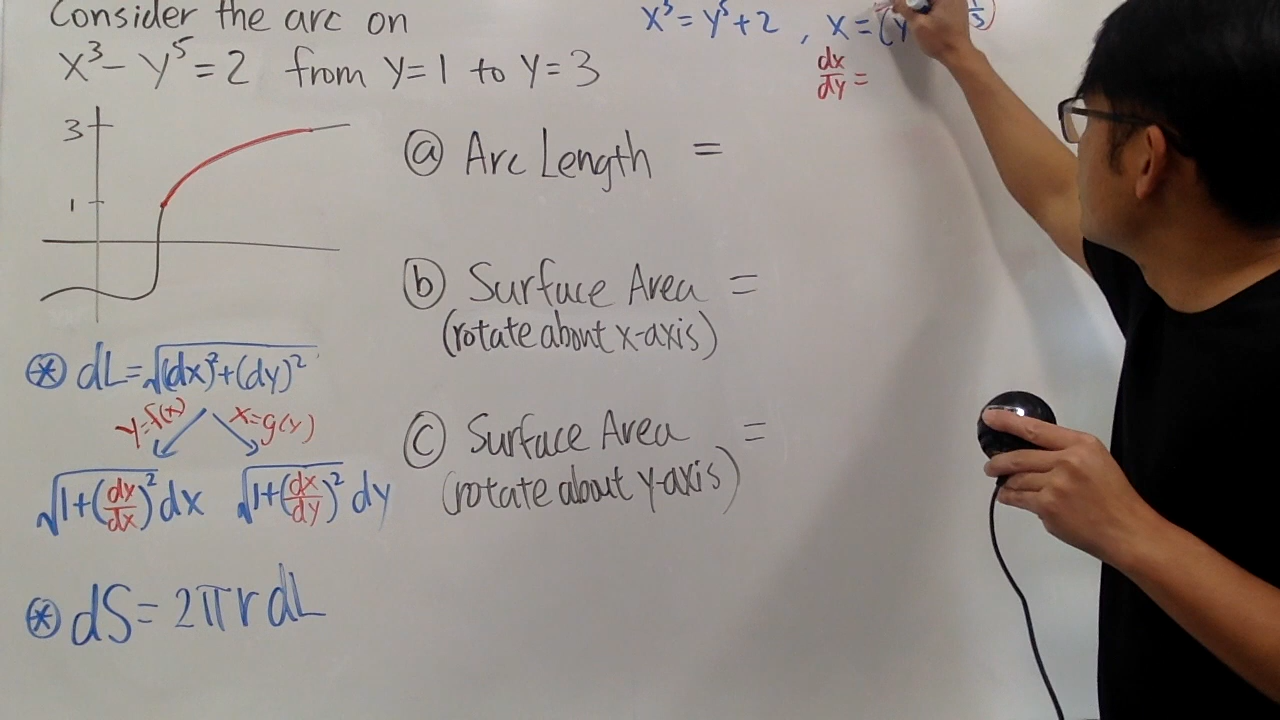 Consider the arc on
x³ - y⁵ = 2 from y=1 to y=3
x³ = y⁵+2 , x = (y
1/3)
dx/dy =
3
1
ⓐ Arc Length =
ⓑ Surface Area =
(rotate about x-axis)
ⓒ Surface Area =
(rotate about y-axis)
⊛ dL = √(dx)²+(dy)²
y=f(x) x=g(y)
√1+(dy/dx)² dx √1+(dx/dy)² dy
⊛ dS = 2πr dL